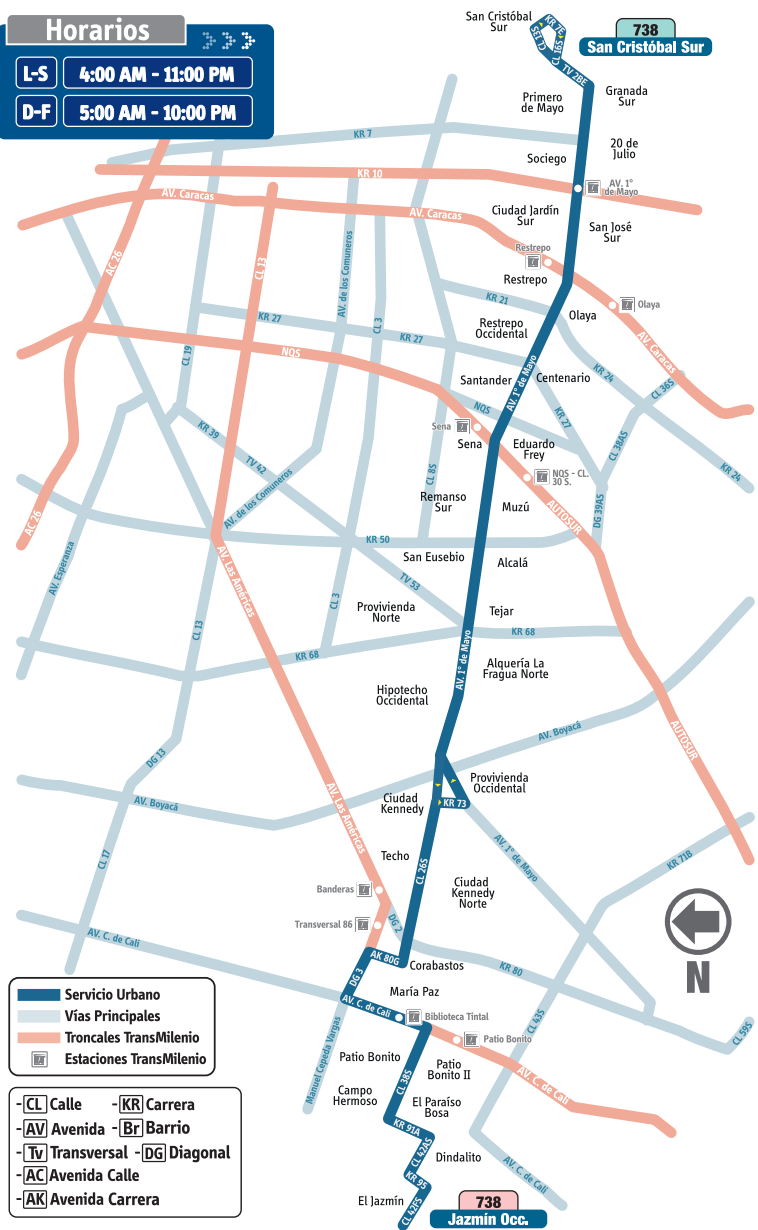 Horarios
L-S
4:00 AM - 11:00 PM
D-F
5:00 AM - 10:00 PM
San Cristóbal
Sur
KR 7E
CL 16S
TV 2BE
738
San Cristóbal Sur
Primero
de Mayo
Granada
Sur
KR 7
20 de
Julio
Sociego
KR 10
AV. 1°
de Mayo
AV. Caracas
AV. Caracas
Ciudad Jardín
Sur
San José
Sur
AC 26
CL 13
AV. de los Comuneros
Restrepo
Restrepo
KR 21
Olaya
Olaya
KR 27
CL 3
KR 27
Restrepo
Occidental
AV. Caracas
CL 19
NQS
KR 24
AV. 1° de Mayo
Santander
Centenario
CL 36S
NQS
KR 27
KR 39
Sena
Sena
Eduardo
Frey
CL 38AS
TV 42
CL 8S
NQS - CL.
30 S.
KR 24
AV. de los Comuneros
Remanso
Sur
Muzú
AUTOSUR
DG 39AS
AC 26
KR 50
San Eusebio
Alcalá
AV. Esperanza
AV. Las Américas
TV 53
CL 3
Provivienda
Norte
Tejar
CL 13
KR 68
KR 68
AV. 1° de Mayo
Alquería La
Fragua Norte
Hipotecho
Occidental
AV. Boyacá
AUTOSUR
DG 13
Provivienda
Occidental
AV. Boyacá
AV. Las Américas
Ciudad
Kennedy
KR 73
AV. 1° de Mayo
Techo
CL 26S
KR 71B
CL 17
Banderas
Ciudad
Kennedy
Norte
Transversal 86
DG 2
AV. C. de Cali
AK 80G
Corabastos
KR 80
N
DG 3
María Paz
Servicio Urbano
AV. C. de Cali
Biblioteca Tintal
Vías Principales
CL 43S
CL 59S
Troncales TransMilenio
Patio Bonito
Estaciones TransMilenio
Manuel Cepeda Vargas
Patio Bonito
Patio
Bonito II
CL 38S
AV. C. de Cali
Campo
Hermoso
El Paraíso
Bosa
- CL Calle - KR Carrera
- AV Avenida - Br Barrio
- Tv Transversal - DG Diagonal
- AC Avenida Calle
- AK Avenida Carrera
KR 91A
CL 42AS
Dindalito
AV. C. de Cali
KR 95
El Jazmín
CL 42FS
738
Jazmín Occ.